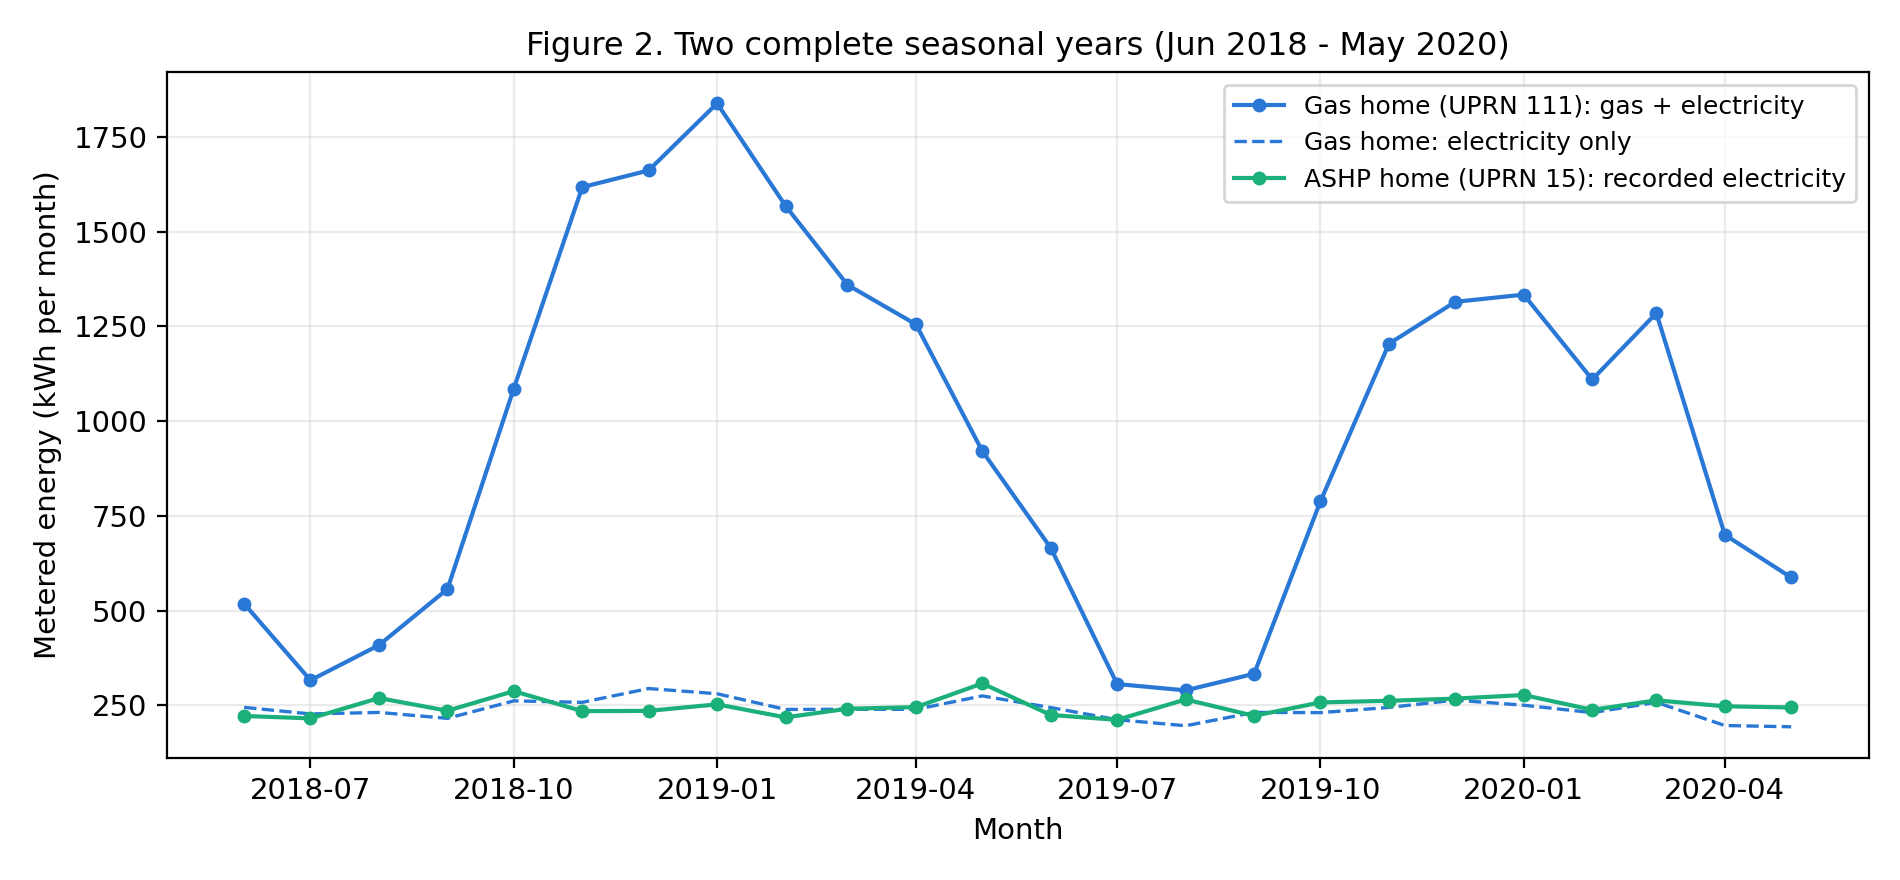 Figure 2. Two complete seasonal years (Jun 2018 - May 2020)
Gas home (UPRN 111): gas + electricity
Gas home: electricity only
ASHP home (UPRN 15): recorded electricity
Metered energy (kWh per month)
1750
1500
1250
1000
750
500
250
2018-07 2018-10 2019-01 2019-04 2019-07 2019-10 2020-01 2020-04
Month